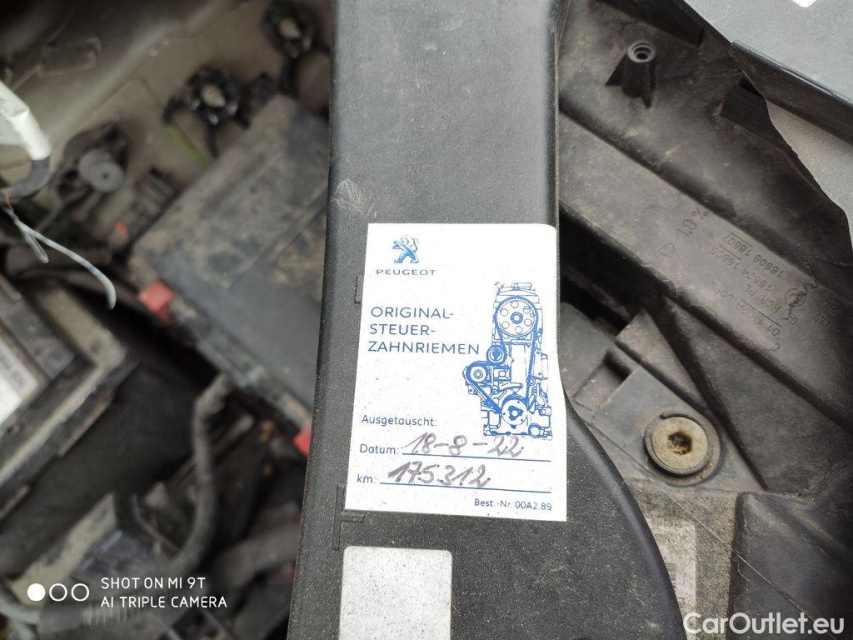 PEUGEOT
ORIGINAL-
STEUER-
ZAHNRIEMEN
Ausgetauscht:
Datum: 18-8-22
km: 175312
Best.-Nr. 00A2.89
SHOT ON MI 9T
AI TRIPLE CAMERA
CarOutlet.eu